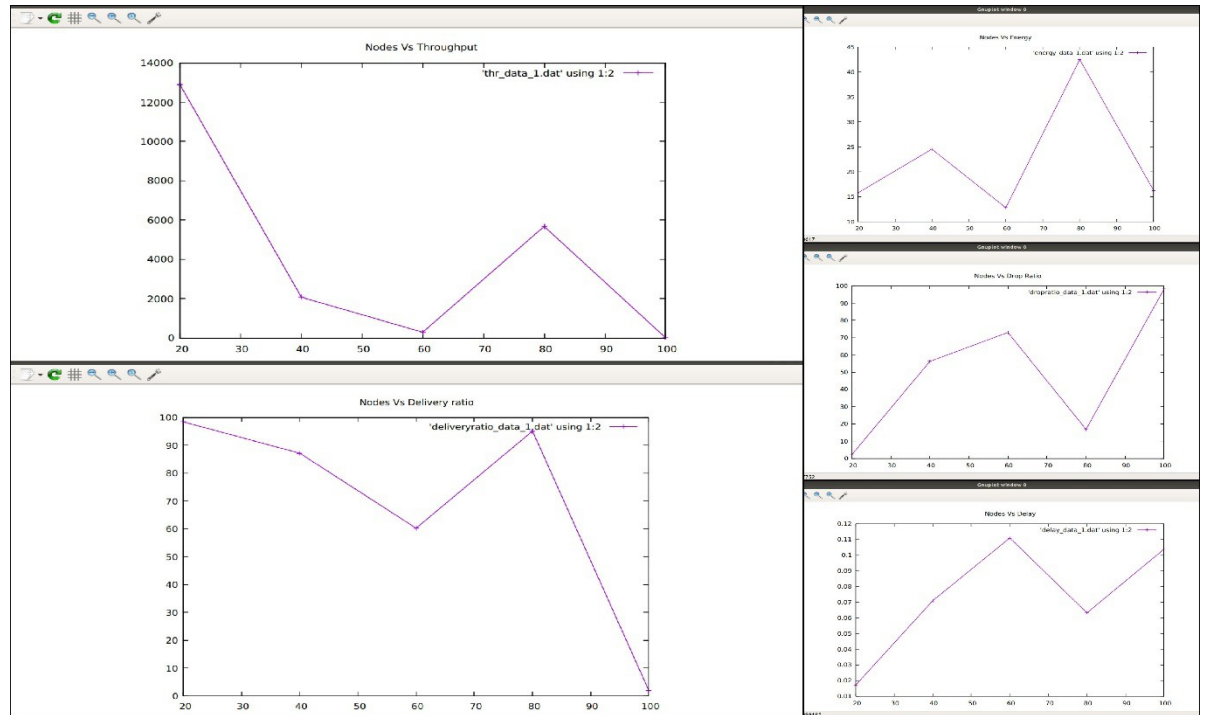 Nodes Vs Throughput
'thr_data_1.dat' using 1:2
14000
12000
10000
8000
6000
4000
2000
0
20 30 40 50 60 70 80 90 100
Nodes Vs Delivery ratio
'deliveryratio_data_1.dat' using 1:2
100
90
80
70
60
50
40
30
20
10
0
20 30 40 50 60 70 80 90 100
Gnuplot window 0
Nodes Vs Energy
'energy_data_1.dat' using 1:2
45
40
35
30
25
20
15
10
20 30 40 50 60 70 80 90 100
Gnuplot window 0
Nodes Vs Drop Ratio
'dropratio_data_1.dat' using 1:2
100
90
80
70
60
50
40
30
20
10
0
20 30 40 50 60 70 80 90 100
Gnuplot window 0
Nodes Vs Delay
'delay_data_1.dat' using 1:2
0.12
0.11
0.1
0.09
0.08
0.07
0.06
0.05
0.04
0.03
0.02
0.01
20 30 40 50 60 70 80 90 100